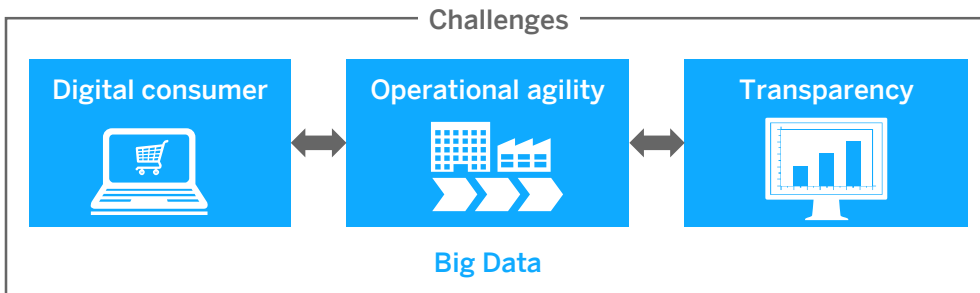 Challenges
Digital consumer
Operational agility
Transparency
Big Data